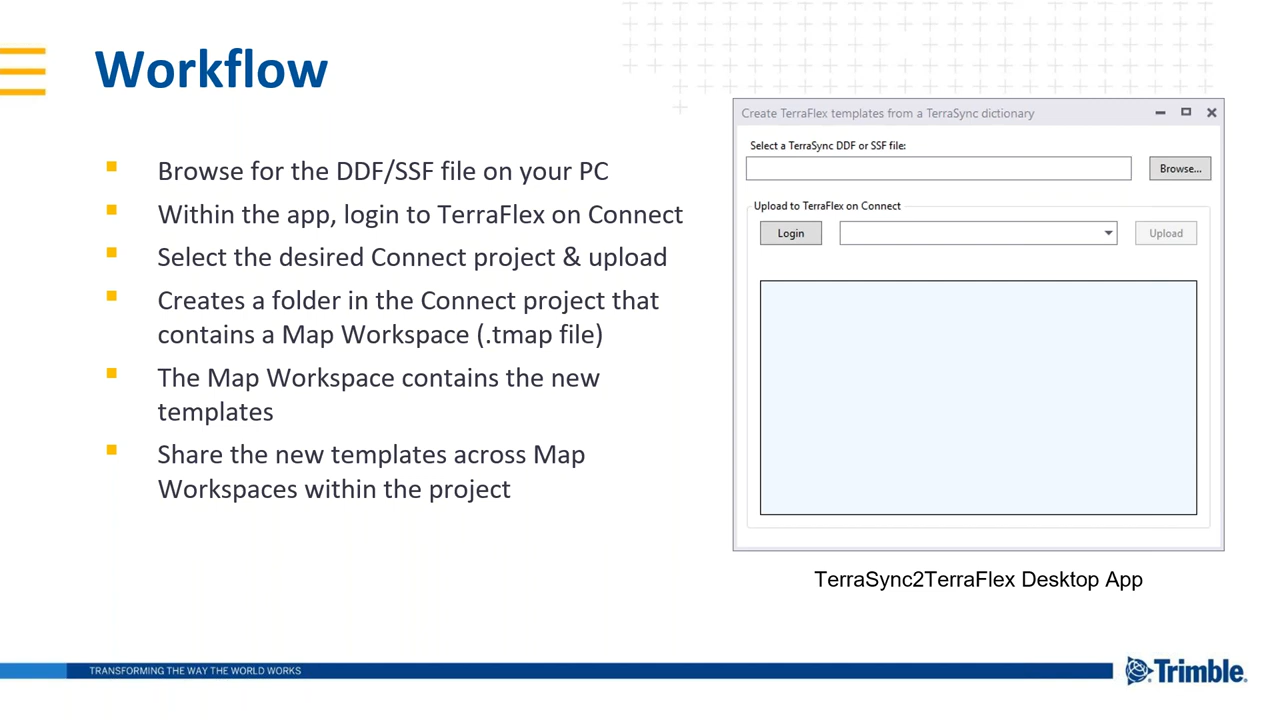 Workflow
Browse for the DDF/SSF file on your PC
Within the app, login to TerraFlex on Connect
Select the desired Connect project & upload
Creates a folder in the Connect project that
contains a Map Workspace (.tmap file)
The Map Workspace contains the new
templates
Share the new templates across Map
Workspaces within the project
Create TerraFlex templates from a TerraSync dictionary
Select a TerraSync DDF or SSF file:
Browse...
Upload to TerraFlex on Connect
Login
Upload
TerraSync2TerraFlex Desktop App
TRANSFORMING THE WAY THE WORLD WORKS
Trimble.